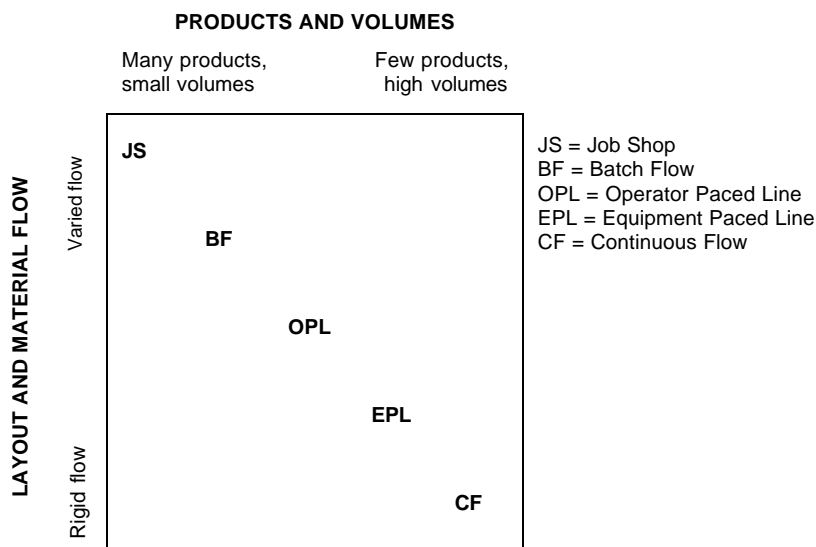 PRODUCTS AND VOLUMES
Many products,
small volumes
Few products,
high volumes
LAYOUT AND MATERIAL FLOW
Varied flow
Rigid flow
JS
BF
OPL
EPL
CF
JS = Job Shop
BF = Batch Flow
OPL = Operator Paced Line
EPL = Equipment Paced Line
CF = Continuous Flow